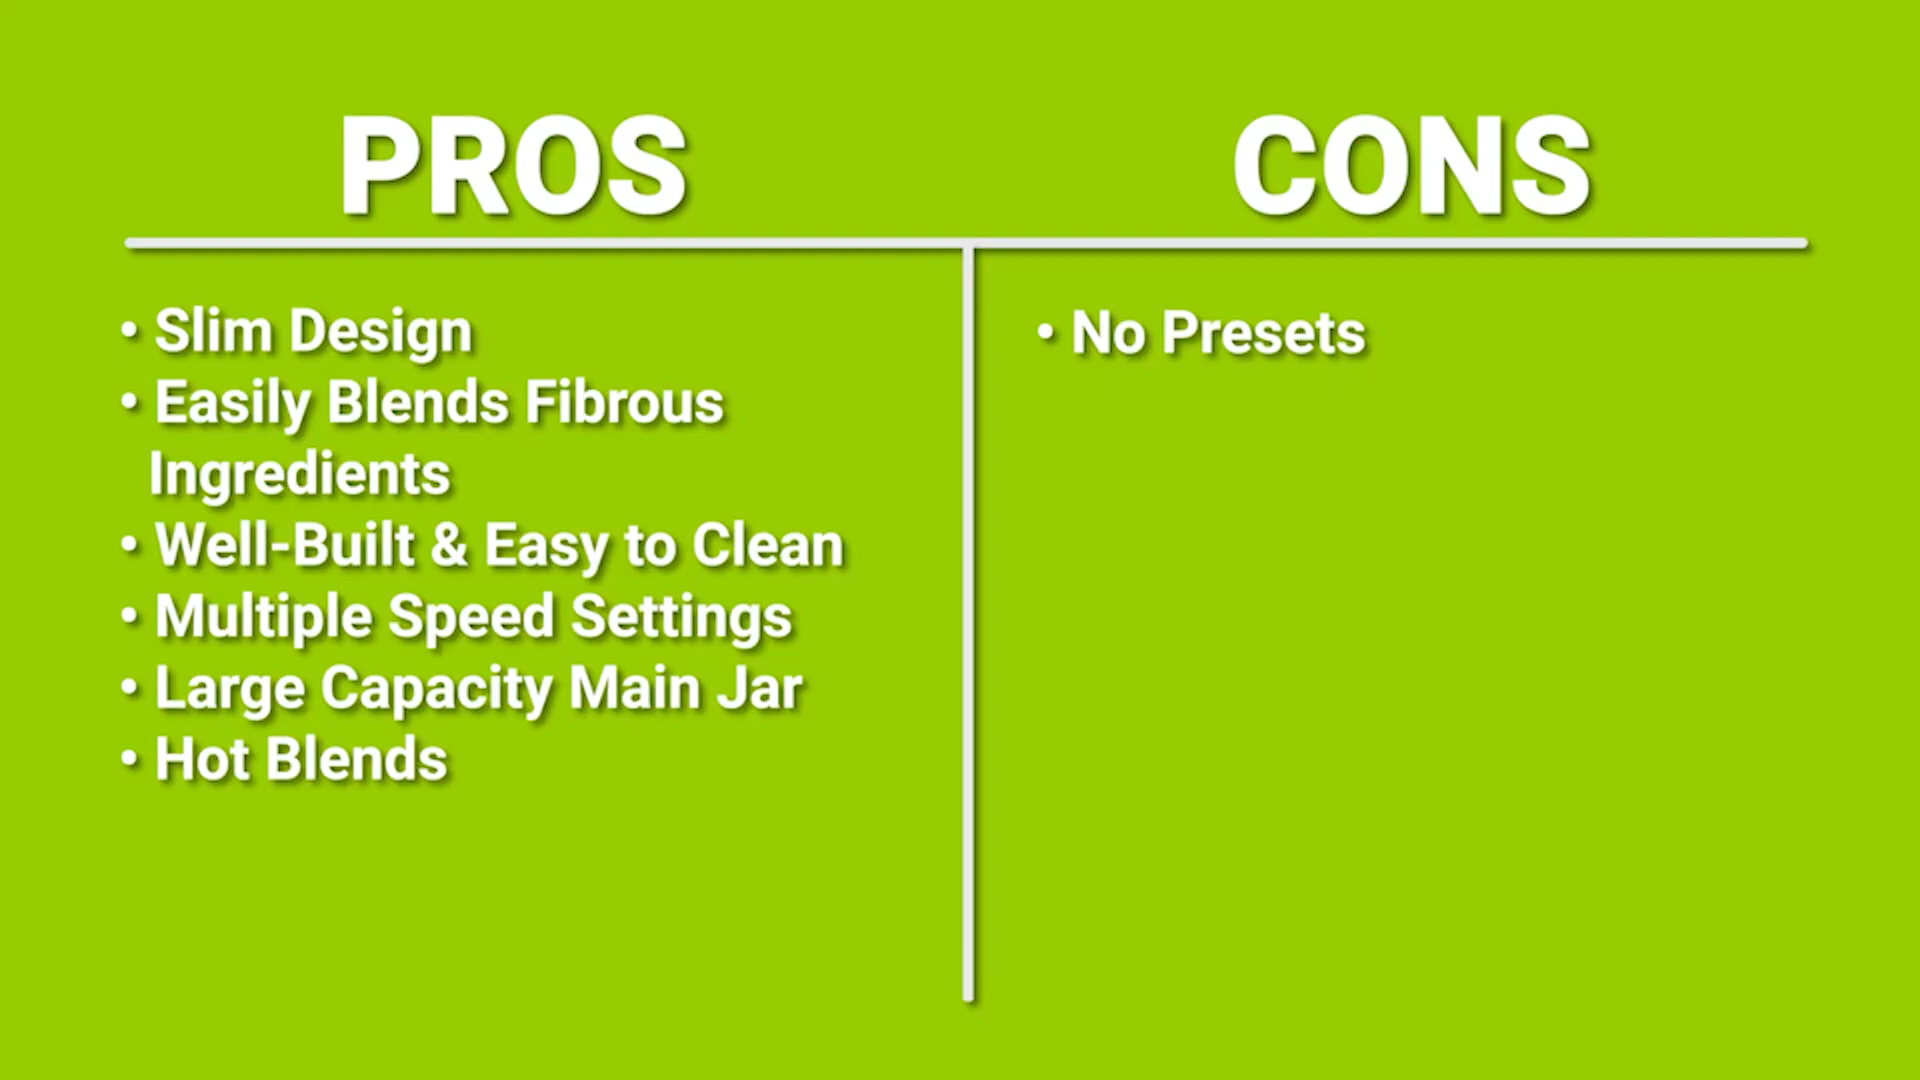 PROS
CONS
• Slim Design
• Easily Blends Fibrous
Ingredients
• Well-Built & Easy to Clean
• Multiple Speed Settings
• Large Capacity Main Jar
• Hot Blends
• No Presets